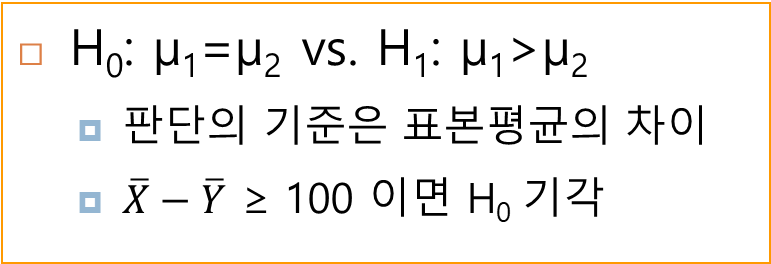 H₀: μ₁=μ₂ vs. H₁: μ₁>μ₂
판단의 기준은 표본평균의 차이
X̄ − Ȳ ≥ 100 이면 H₀ 기각